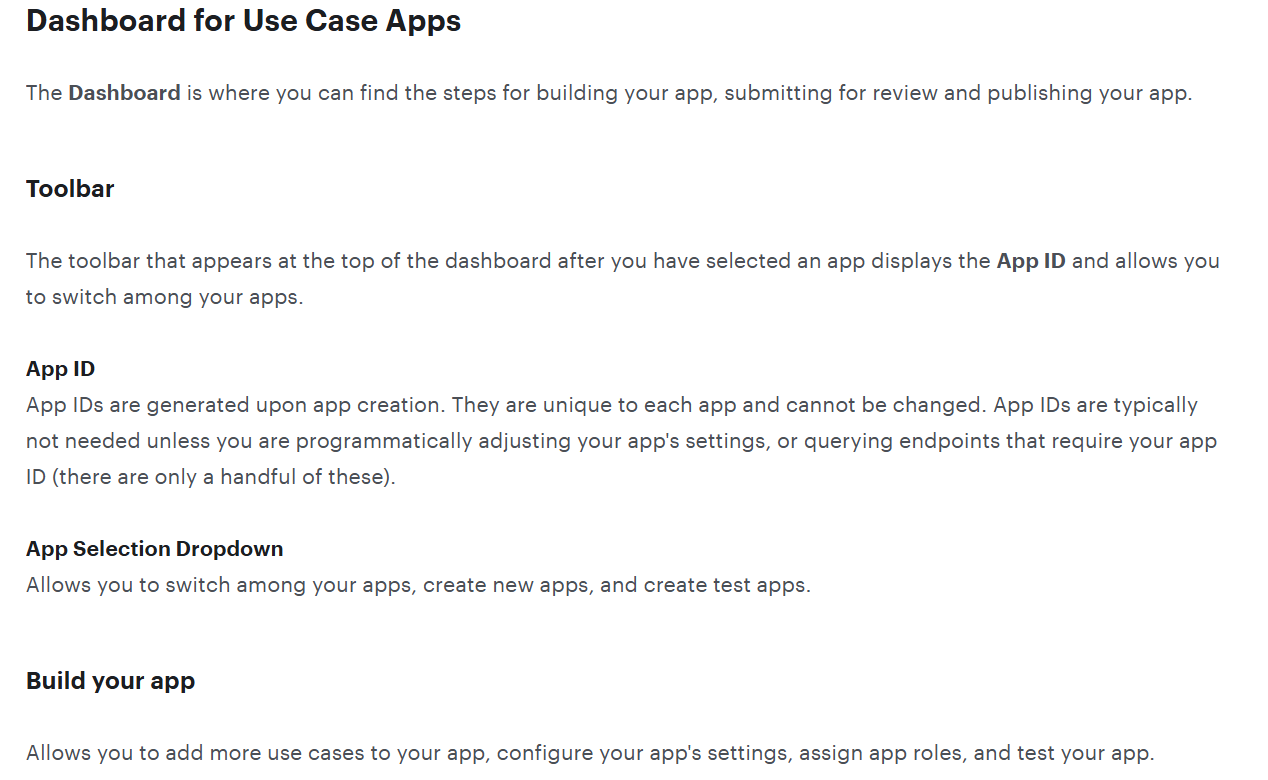 Dashboard for Use Case Apps
The Dashboard is where you can find the steps for building your app, submitting for review and publishing your app.
Toolbar
The toolbar that appears at the top of the dashboard after you have selected an app displays the App ID and allows you
to switch among your apps.
App ID
App IDs are generated upon app creation. They are unique to each app and cannot be changed. App IDs are typically
not needed unless you are programmatically adjusting your app's settings, or querying endpoints that require your app
ID (there are only a handful of these).
App Selection Dropdown
Allows you to switch among your apps, create new apps, and create test apps.
Build your app
Allows you to add more use cases to your app, configure your app's settings, assign app roles, and test your app.